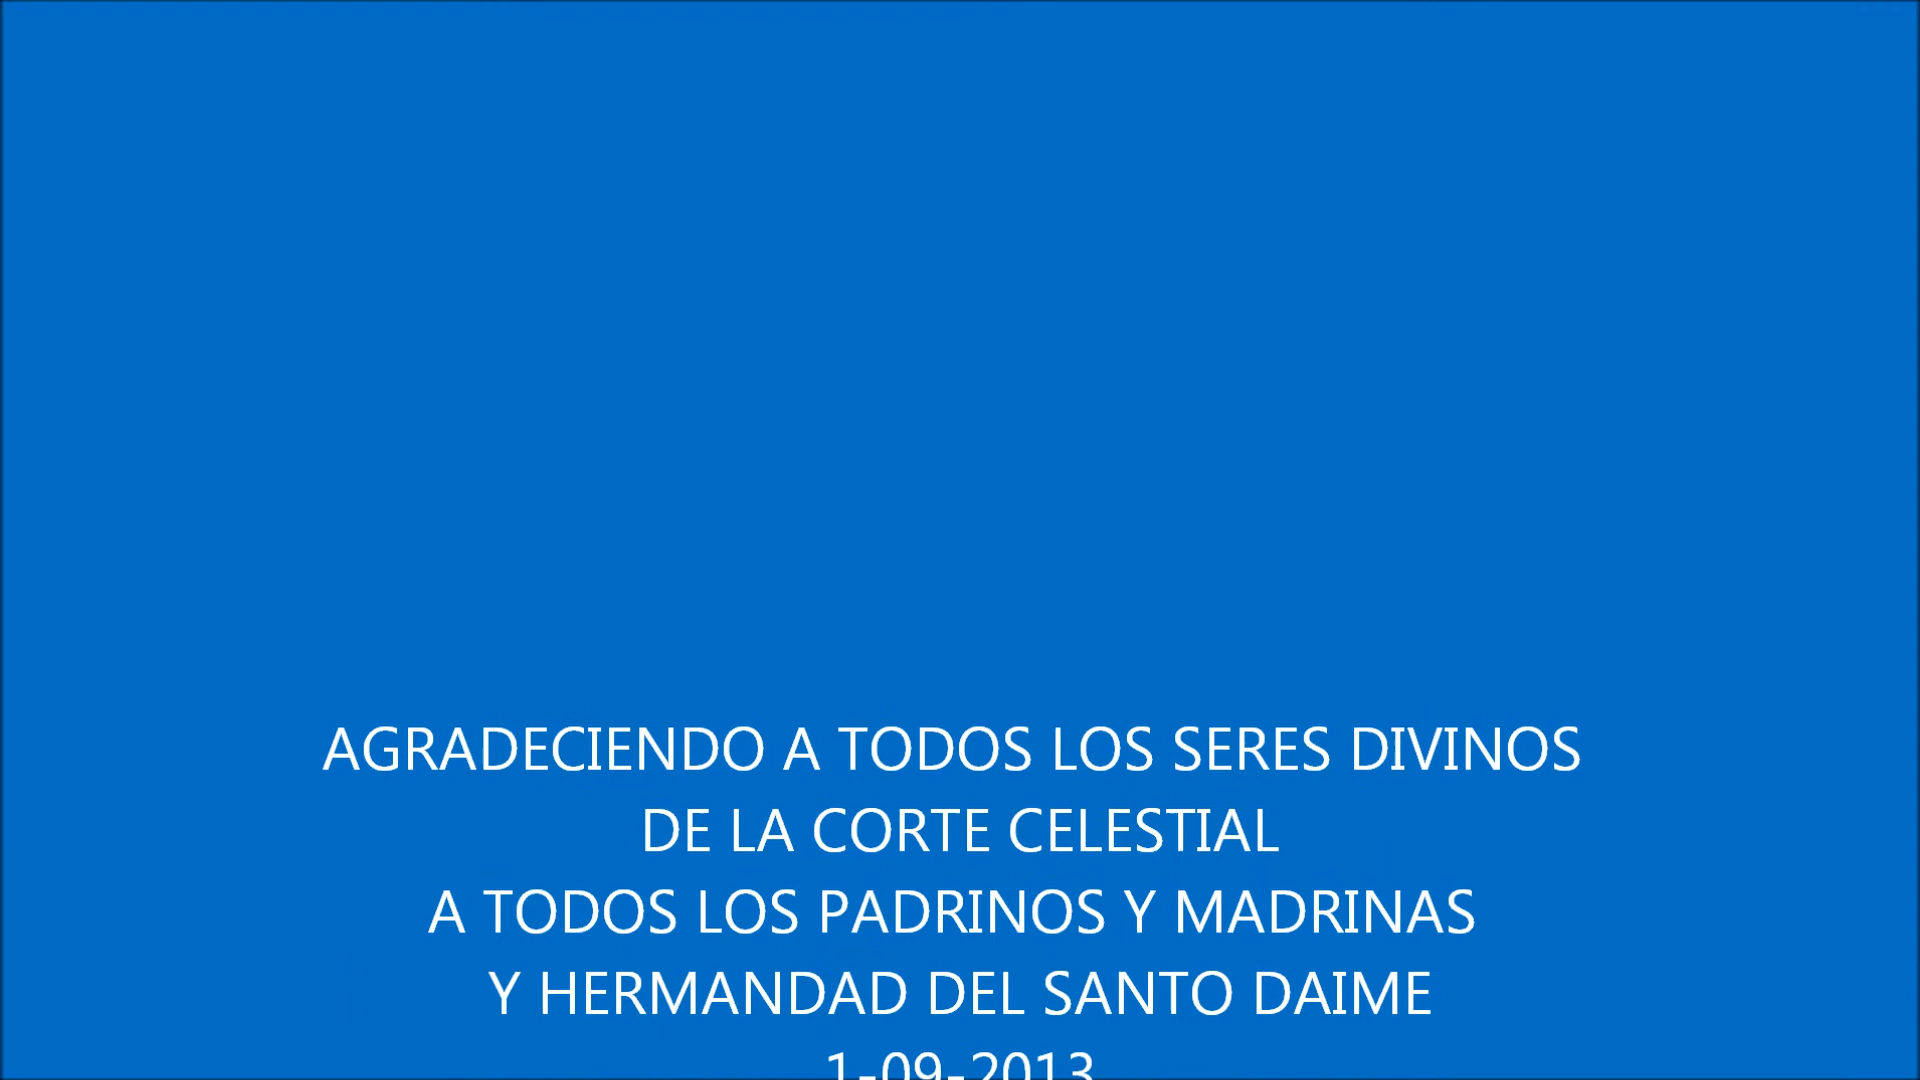 AGRADECIENDO A TODOS LOS SERES DIVINOS
DE LA CORTE CELESTIAL
A TODOS LOS PADRINOS Y MADRINAS
Y HERMANDAD DEL SANTO DAIME
1-09-2013